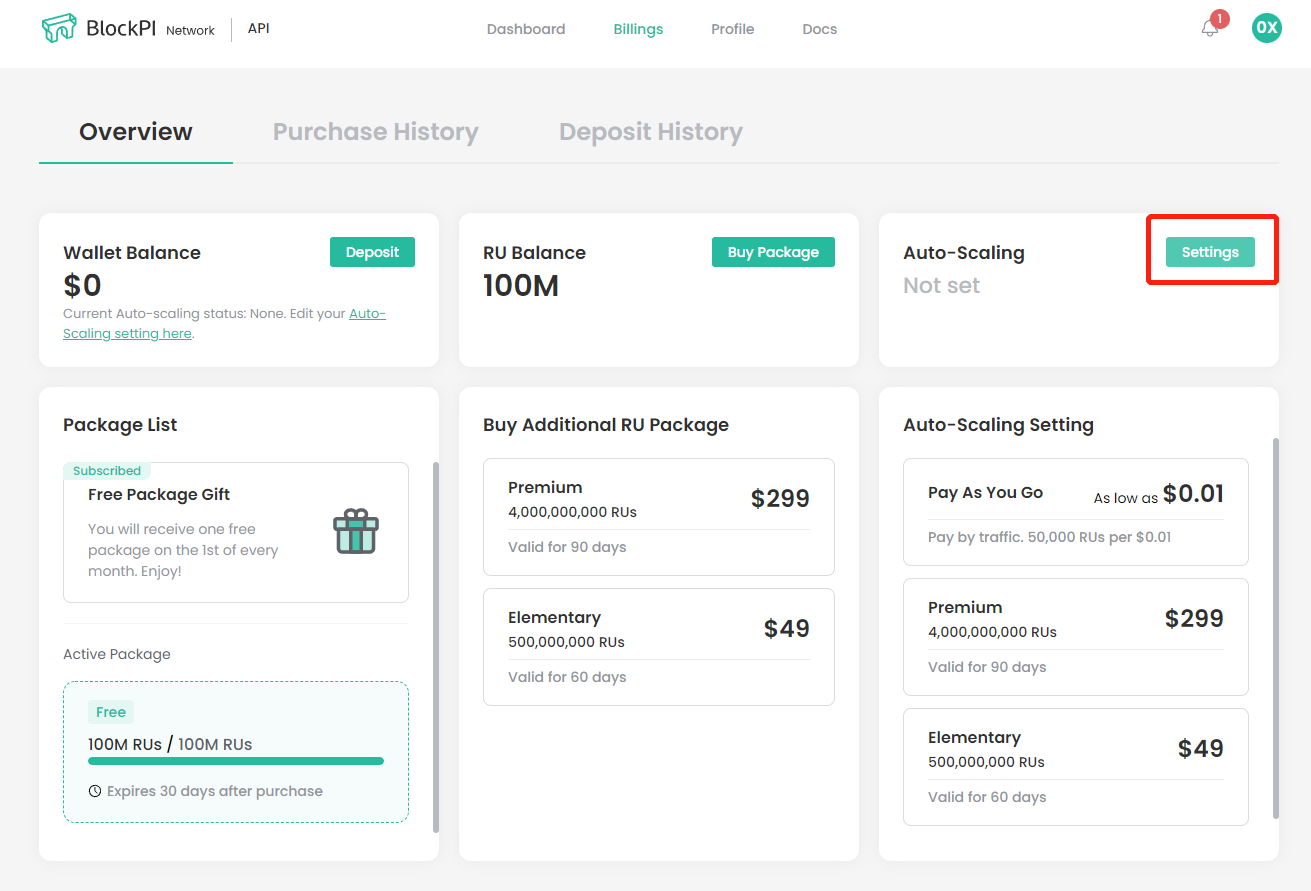 BlockPI Network API
Dashboard Billings Profile Docs
1
0X
Overview Purchase History Deposit History
Wallet Balance Deposit
$0
Current Auto-scaling status: None. Edit your Auto-
Scaling setting here.
RU Balance Buy Package
100M
Auto-Scaling Settings
Not set
Package List
Subscribed
Free Package Gift
You will receive one free
package on the 1st of every
month. Enjoy!
Active Package
Free
100M RUs / 100M RUs
Expires 30 days after purchase
Buy Additional RU Package
Premium $299
4,000,000,000 RUs
Valid for 90 days
Elementary $49
500,000,000 RUs
Valid for 60 days
Auto-Scaling Setting
Pay As You Go As low as $0.01
Pay by traffic. 50,000 RUs per $0.01
Premium $299
4,000,000,000 RUs
Valid for 90 days
Elementary $49
500,000,000 RUs
Valid for 60 days